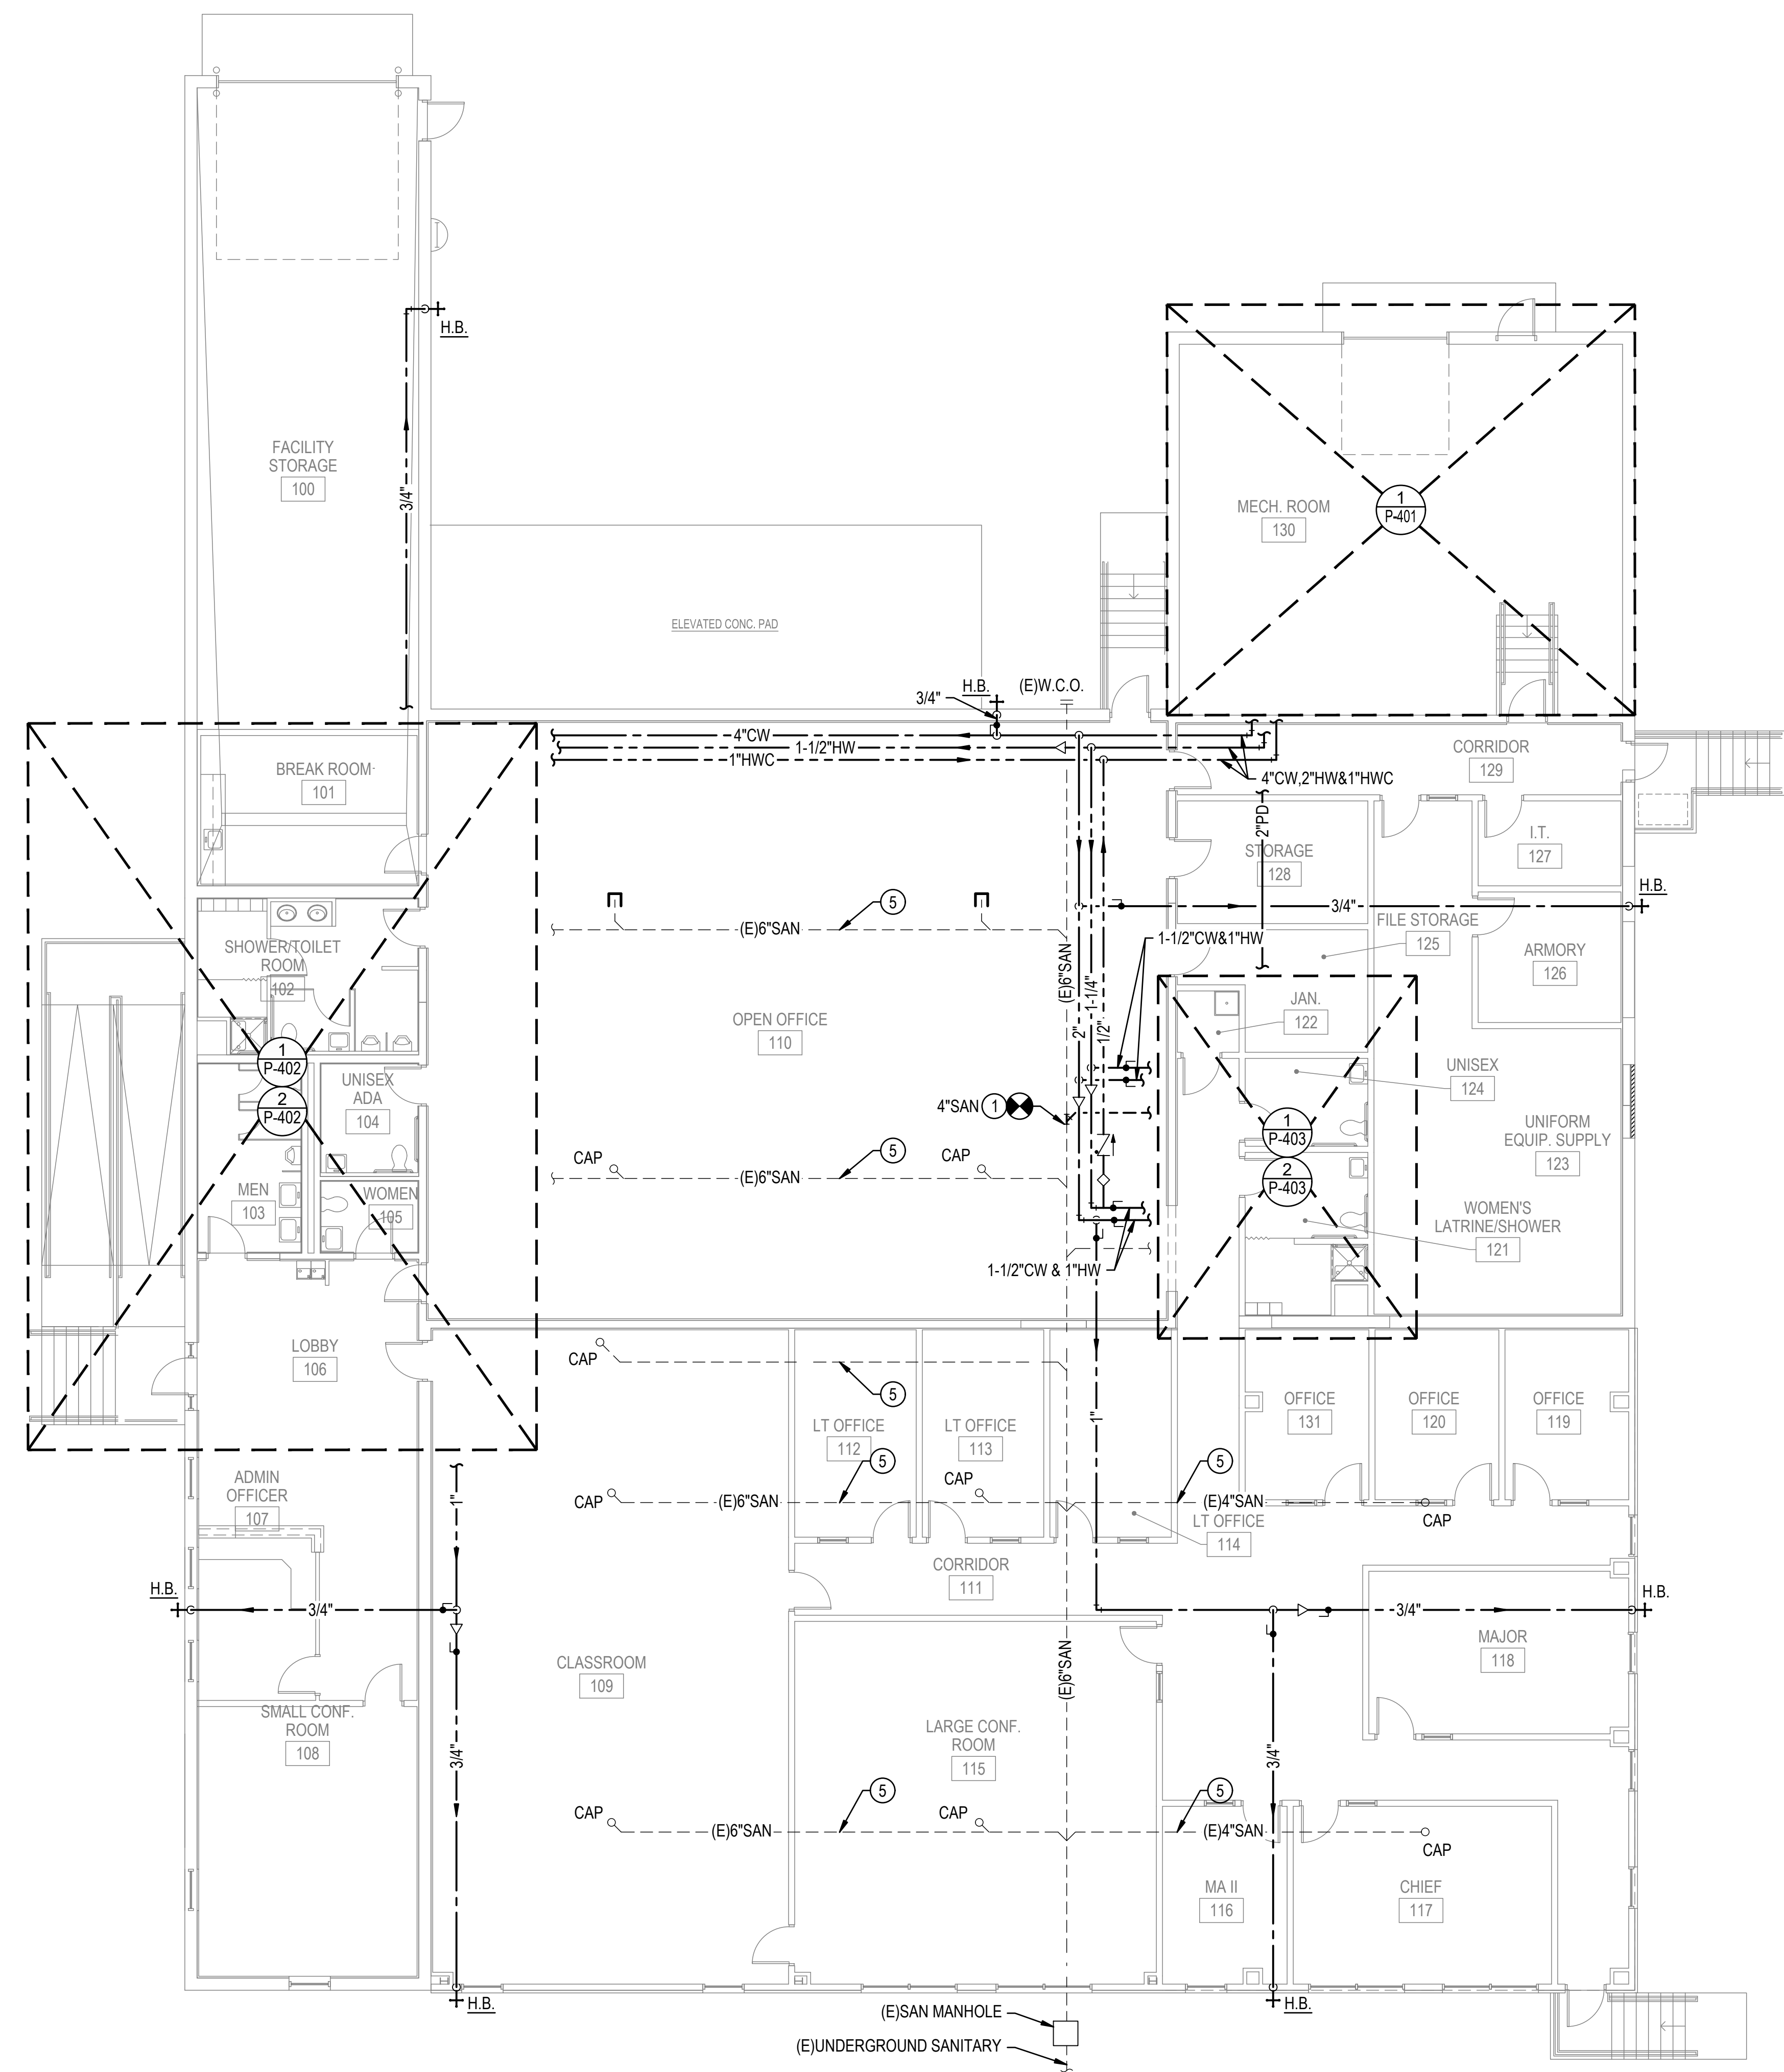 H.B.
FACILITY
STORAGE
100
3/4"
MECH. ROOM
130
1
P-401
ELEVATED CONC. PAD
3/4"
H.B.
(E)W.C.O.
4"CW
1-1/2"HW
1"HWC
4"CW,2"HW&1"HWC
CORRIDOR
129
BREAK ROOM
101
2"PD
STORAGE
128
I.T.
127
H.B.
3/4"
5
(E)6"SAN
FILE STORAGE
125
1-1/2"CW&1"HW
SHOWER/TOILET
ROOM
102
ARMORY
126
(E)6"SAN
2"
1-1/4"
1/2"
JAN.
122
OPEN OFFICE
110
1
P-402
2
P-402
UNISEX
ADA
104
UNISEX
124
4"SAN
1
1
P-403
2
P-403
UNIFORM
EQUIP. SUPPLY
123
CAP
5
CAP
(E)6"SAN
MEN
103
WOMEN
105
WOMEN'S
LATRINE/SHOWER
121
1-1/2"CW & 1"HW
LOBBY
106
CAP
5
1"
OFFICE
131
OFFICE
120
OFFICE
119
LT OFFICE
112
LT OFFICE
113
5
CAP
5
ADMIN
OFFICER
107
1"
CAP
(E)6"SAN
(E)4"SAN
CAP
LT OFFICE
114
CORRIDOR
111
H.B.
3/4"
3/4"
H.B.
MAJOR
118
CLASSROOM
109
(E)6"SAN
SMALL CONF.
ROOM
108
LARGE CONF.
ROOM
115
3/4"
3/4"
5
5
CAP
CAP
(E)6"SAN
(E)4"SAN
CAP
MA II
116
CHIEF
117
H.B.
H.B.
(E)SAN MANHOLE
(E)UNDERGROUND SANITARY